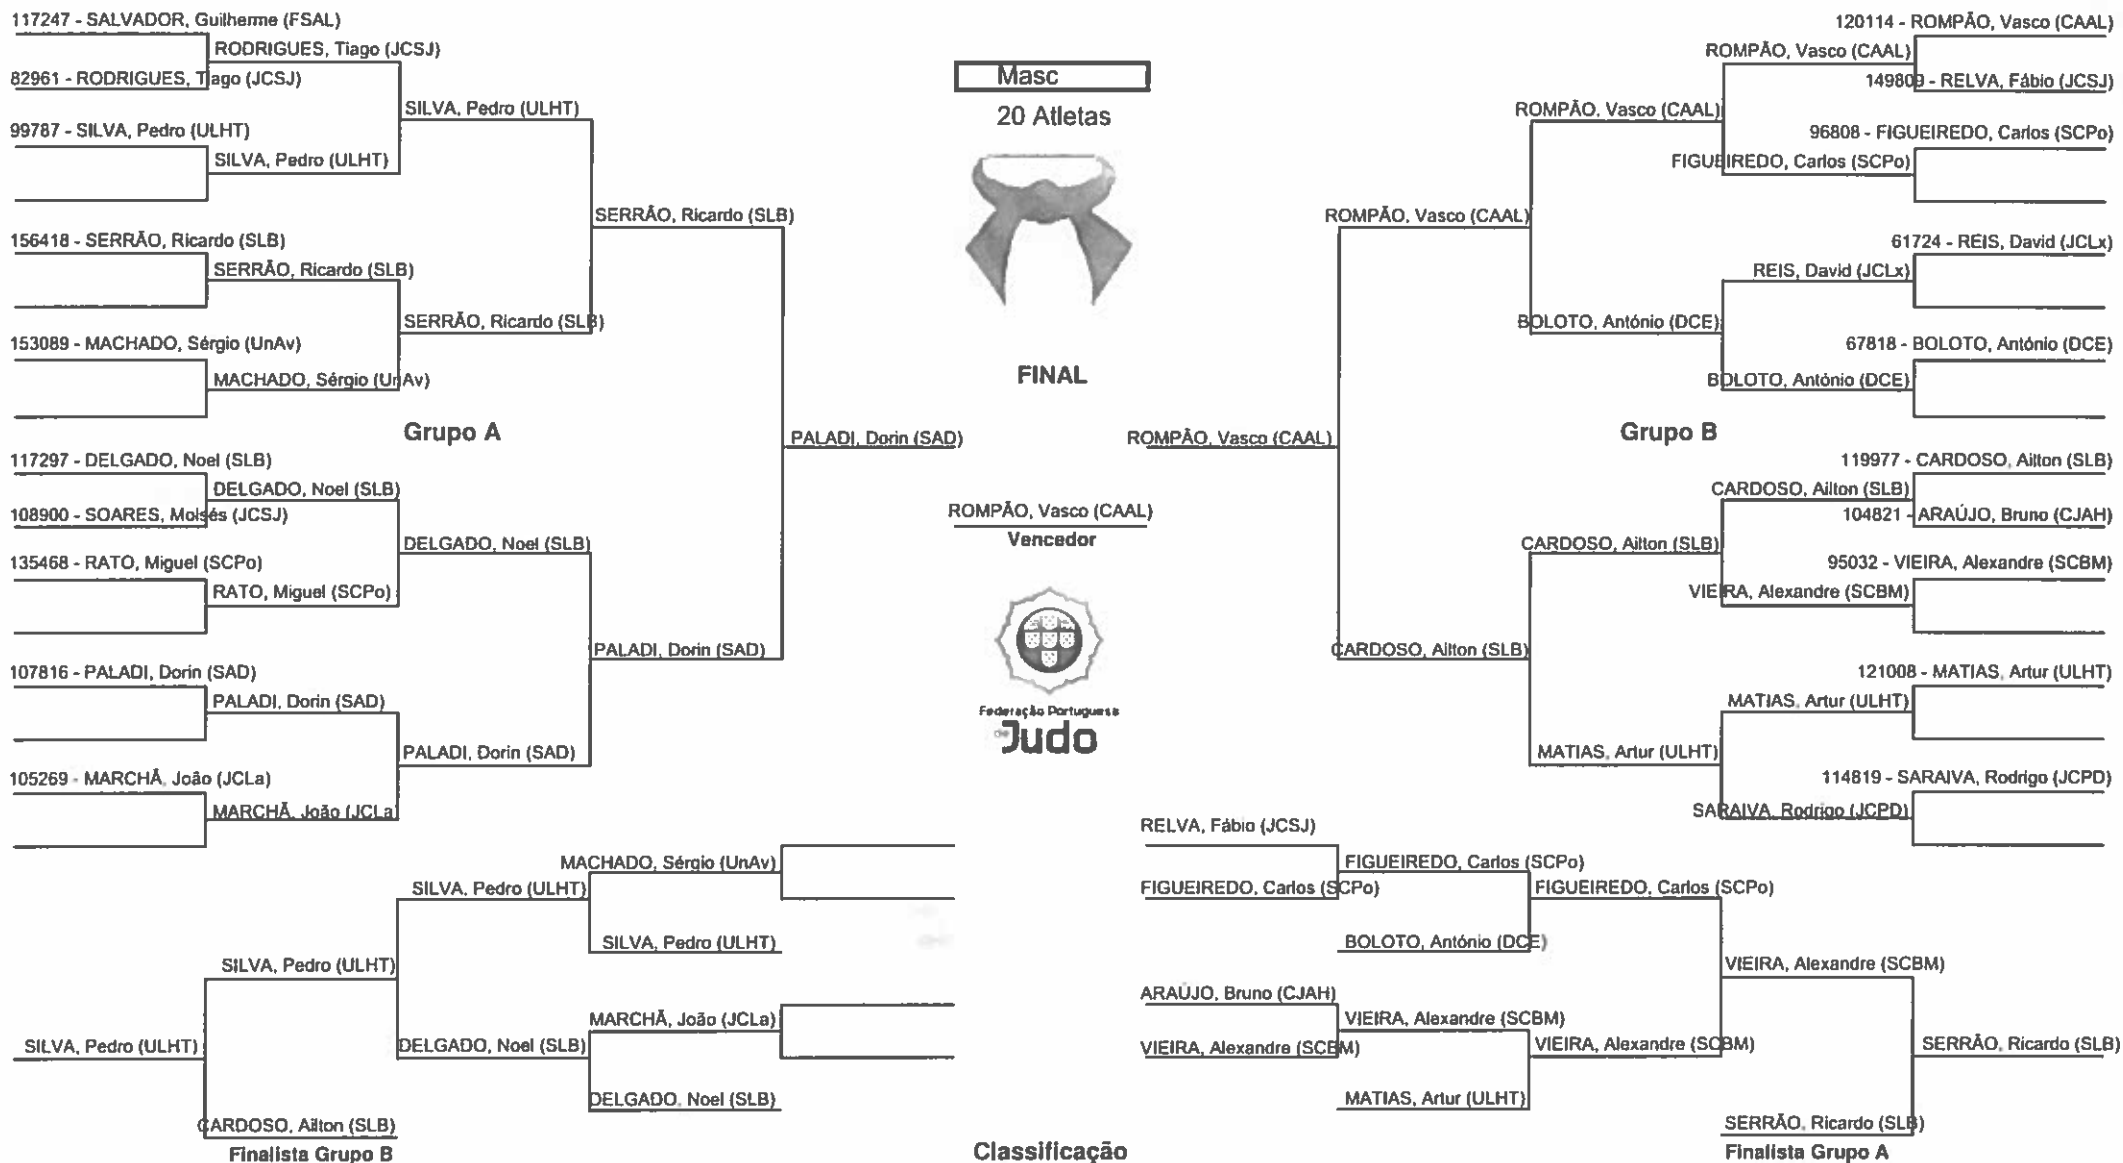 117247 - SALVADOR, Guilherme (FSAL)
RODRIGUES, Tiago (JCSJ)
82961 - RODRIGUES, Tiago (JCSJ)
SILVA, Pedro (ULHT)
99787 - SILVA, Pedro (ULHT)
SILVA, Pedro (ULHT)
SERRÃO, Ricardo (SLB)
156418 - SERRÃO, Ricardo (SLB)
SERRÃO, Ricardo (SLB)
SERRÃO, Ricardo (SLB)
153089 - MACHADO, Sérgio (UnAv)
MACHADO, Sérgio (UnAv)
Grupo A
PALADI, Dorin (SAD)
117297 - DELGADO, Noel (SLB)
DELGADO, Noel (SLB)
108900 - SOARES, Moisés (JCSJ)
DELGADO, Noel (SLB)
135468 - RATO, Miguel (SCPo)
RATO, Miguel (SCPo)
PALADI, Dorin (SAD)
107816 - PALADI, Dorin (SAD)
PALADI, Dorin (SAD)
PALADI, Dorin (SAD)
105269 - MARCHÃ, João (JCLa)
MARCHÃ, João (JCLa)
Masc
20 Atletas
FINAL
ROMPÃO, Vasco (CAAL)
Vencedor
Federação Portuguesa
de Judo
120114 - ROMPÃO, Vasco (CAAL)
ROMPÃO, Vasco (CAAL)
149809 - RELVA, Fábio (JCSJ)
ROMPÃO, Vasco (CAAL)
96808 - FIGUEIREDO, Carlos (SCPo)
FIGUEIREDO, Carlos (SCPo)
ROMPÃO, Vasco (CAAL)
61724 - REIS, David (JCLx)
REIS, David (JCLx)
BOLOTO, António (DCE)
67818 - BOLOTO, António (DCE)
BOLOTO, António (DCE)
Grupo B
ROMPÃO, Vasco (CAAL)
119977 - CARDOSO, Ailton (SLB)
CARDOSO, Ailton (SLB)
104821 - ARAÚJO, Bruno (CJAH)
CARDOSO, Ailton (SLB)
95032 - VIEIRA, Alexandre (SCBM)
VIEIRA, Alexandre (SCBM)
CARDOSO, Ailton (SLB)
121008 - MATIAS, Artur (ULHT)
MATIAS, Artur (ULHT)
MATIAS, Artur (ULHT)
114819 - SARAIVA, Rodrigo (JCPD)
SARAIVA, Rodrigo (JCPD)
MACHADO, Sérgio (UnAv)
SILVA, Pedro (ULHT)
SILVA, Pedro (ULHT)
SILVA, Pedro (ULHT)
MARCHÃ, João (JCLa)
SILVA, Pedro (ULHT)
DELGADO, Noel (SLB)
DELGADO, Noel (SLB)
CARDOSO, Ailton (SLB)
Finalista Grupo B
Classificação
RELVA, Fábio (JCSJ)
FIGUEIREDO, Carlos (SCPo)
FIGUEIREDO, Carlos (SCPo)
FIGUEIREDO, Carlos (SCPo)
BOLOTO, António (DCE)
VIEIRA, Alexandre (SCBM)
ARAÚJO, Bruno (CJAH)
VIEIRA, Alexandre (SCBM)
VIEIRA, Alexandre (SCBM)
VIEIRA, Alexandre (SCBM)
SERRÃO, Ricardo (SLB)
MATIAS, Artur (ULHT)
SERRÃO, Ricardo (SLB)
Finalista Grupo A